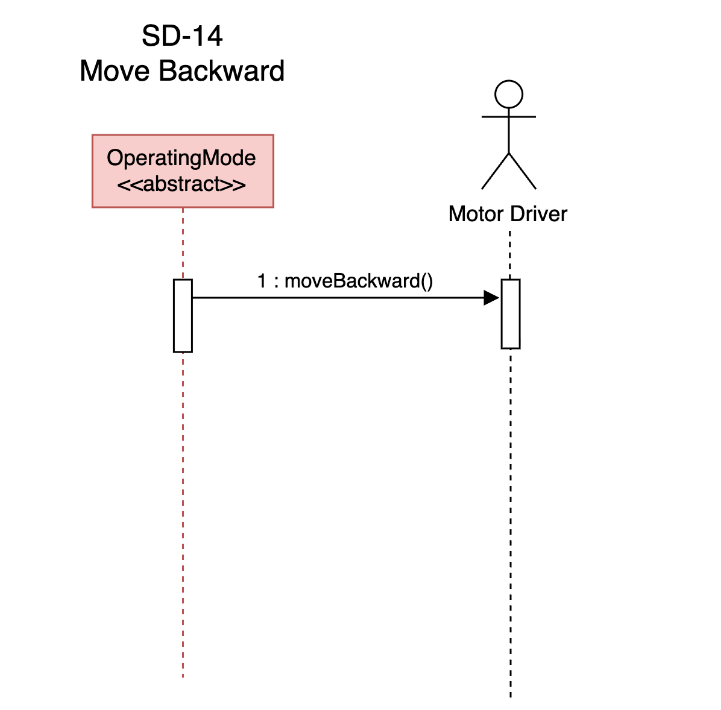 SD-14
Move Backward
OperatingMode
<<abstract>>
Motor Driver
1 : moveBackward()